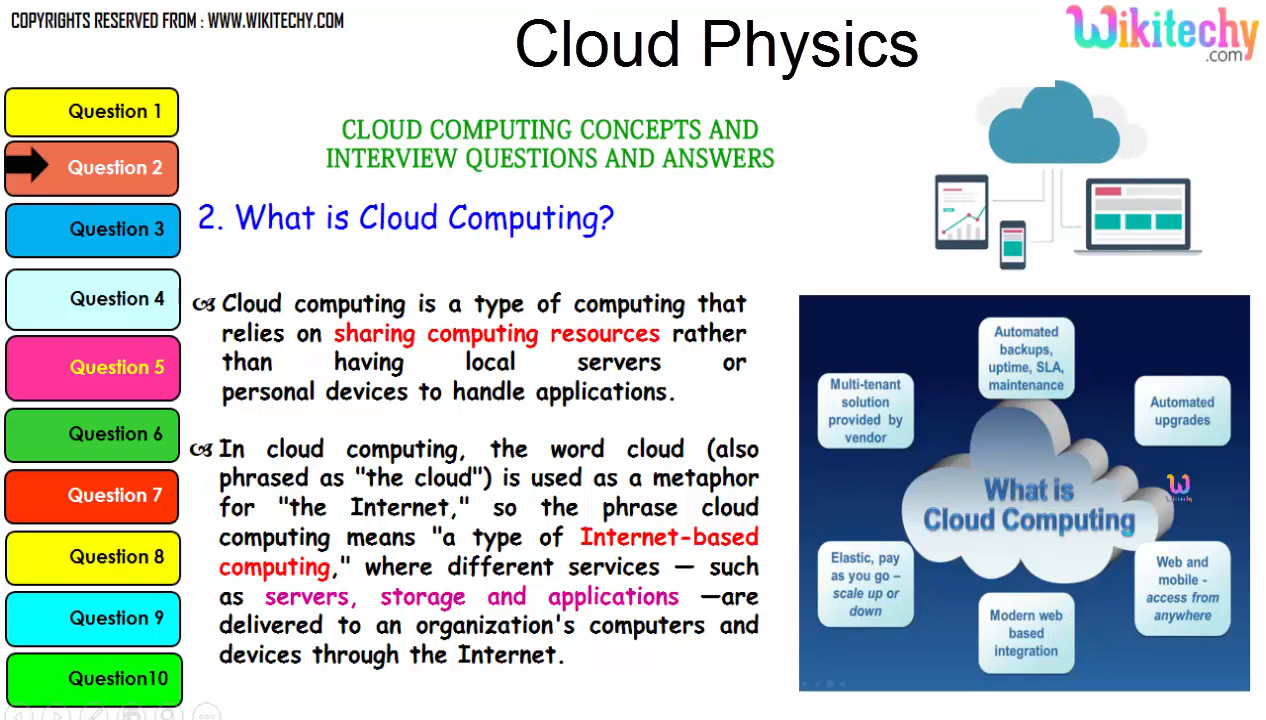 COPYRIGHTS RESERVED FROM : WWW.WIKITECHY.COM
Cloud Physics
Wikitechy
.com
Question 1
Question 2
Question 3
Question 4
Question 5
Question 6
Question 7
Question 8
Question 9
Question10
CLOUD COMPUTING CONCEPTS AND
INTERVIEW QUESTIONS AND ANSWERS
2. What is Cloud Computing?
Cloud computing is a type of computing that
relies on sharing computing resources rather
than having local servers or
personal devices to handle applications.
In cloud computing, the word cloud (also
phrased as "the cloud") is used as a metaphor
for "the Internet," so the phrase cloud
computing means "a type of Internet-based
computing," where different services — such
as servers, storage and applications —are
delivered to an organization's computers and
devices through the Internet.
Automated
backups,
uptime, SLA,
maintenance
Multi-tenant
solution
provided by
vendor
Automated
upgrades
What is
Cloud Computing
W
Wikitechy
Elastic, pay
as you go –
scale up or
down
Web and
mobile -
access from
anywhere
Modern web
based
integration